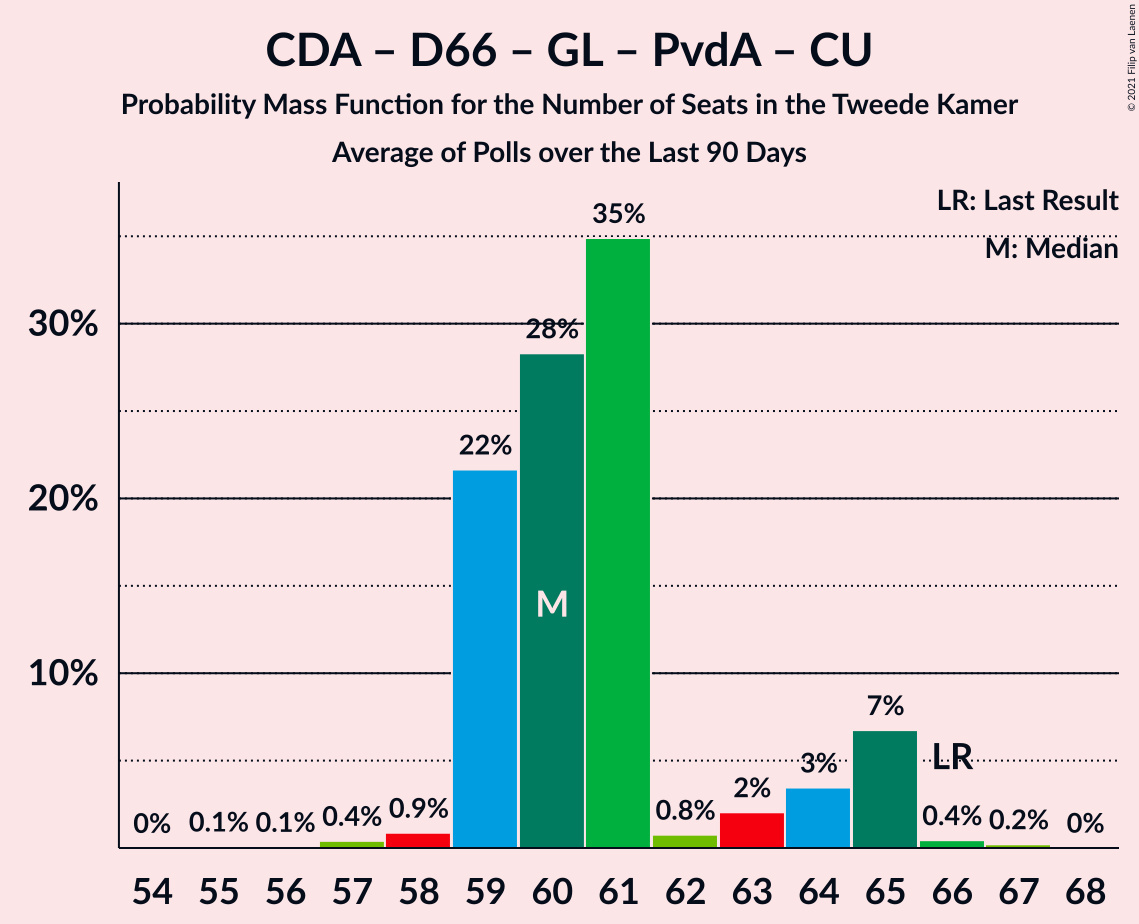 CDA – D66 – GL – PvdA – CU
Probability Mass Function for the Number of Seats in the Tweede Kamer
Average of Polls over the Last 90 Days
© 2021 Filip van Laenen
LR: Last Result
M: Median
35%
30%
28%
22%
20%
M
10%
7%
LR
3%
2%
0% 0.1% 0.1% 0.4% 0.9% 0.8% 0.4% 0.2% 0%
54 55 56 57 58 59 60 61 62 63 64 65 66 67 68